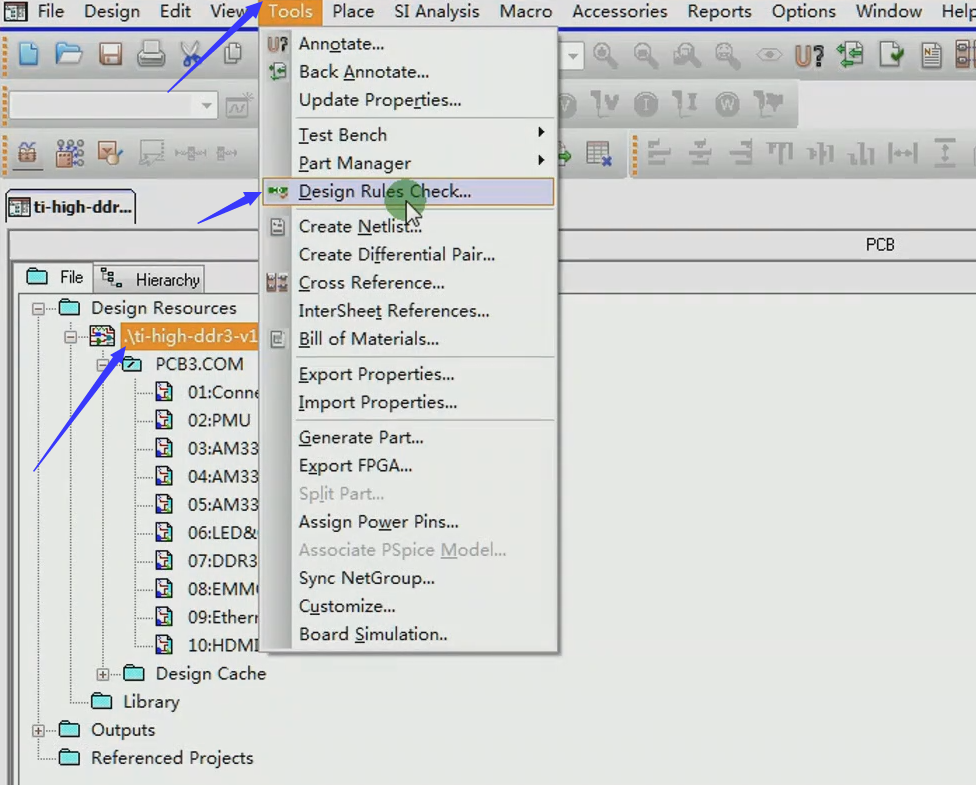 File Design Edit View Tools Place SI Analysis Macro Accessories Reports Options Window Help
Annotate...
Back Annotate...
Update Properties...
Test Bench
Part Manager
Design Rules Check...
Create Netlist...
Create Differential Pair...
Cross Reference...
InterSheet References...
Bill of Materials...
Export Properties...
Import Properties...
Generate Part...
Export FPGA...
Split Part...
Assign Power Pins...
Associate PSpice Model...
Sync NetGroup...
Customize...
Board Simulation..
ti-high-ddr...
PCB
File Hierarchy
Design Resources
.\ti-high-ddr3-v1
PCB3.COM
01:Conne
02:PMU
03:AM33
04:AM33
05:AM33
06:LED&
07:DDR3
08:EMM
09:Ethern
10:HDMI
Design Cache
Library
Outputs
Referenced Projects